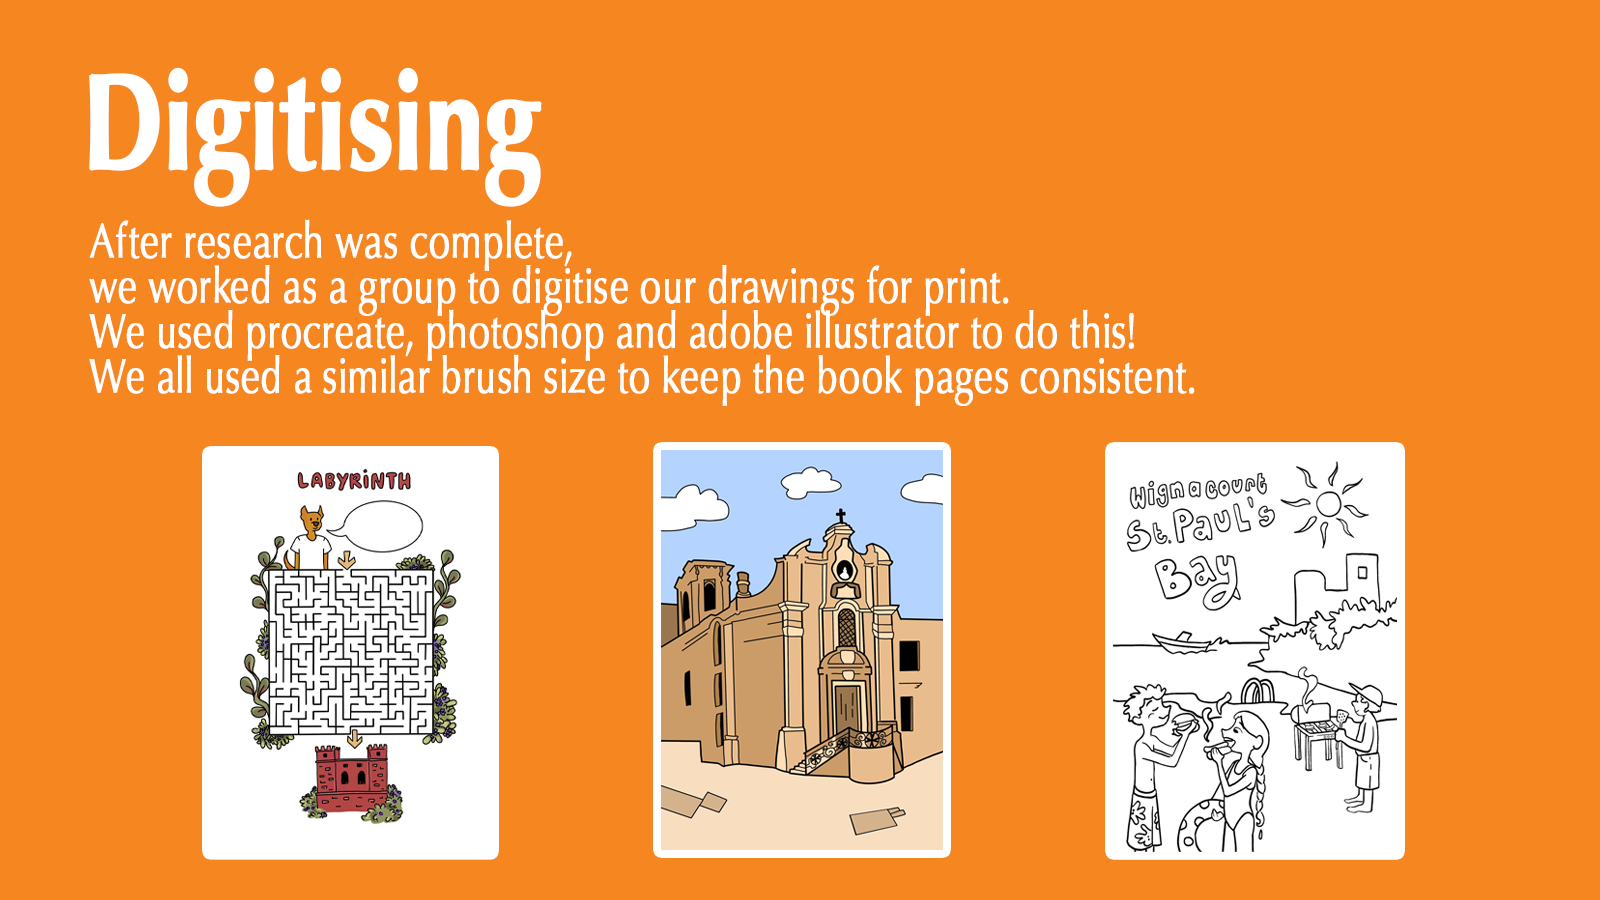 Digitising
After research was complete,
we worked as a group to digitise our drawings for print.
We used procreate, photoshop and adobe illustrator to do this!
We all used a similar brush size to keep the book pages consistent.
LABYRiNTH
Wignacourt
St. PaUL's
Bay